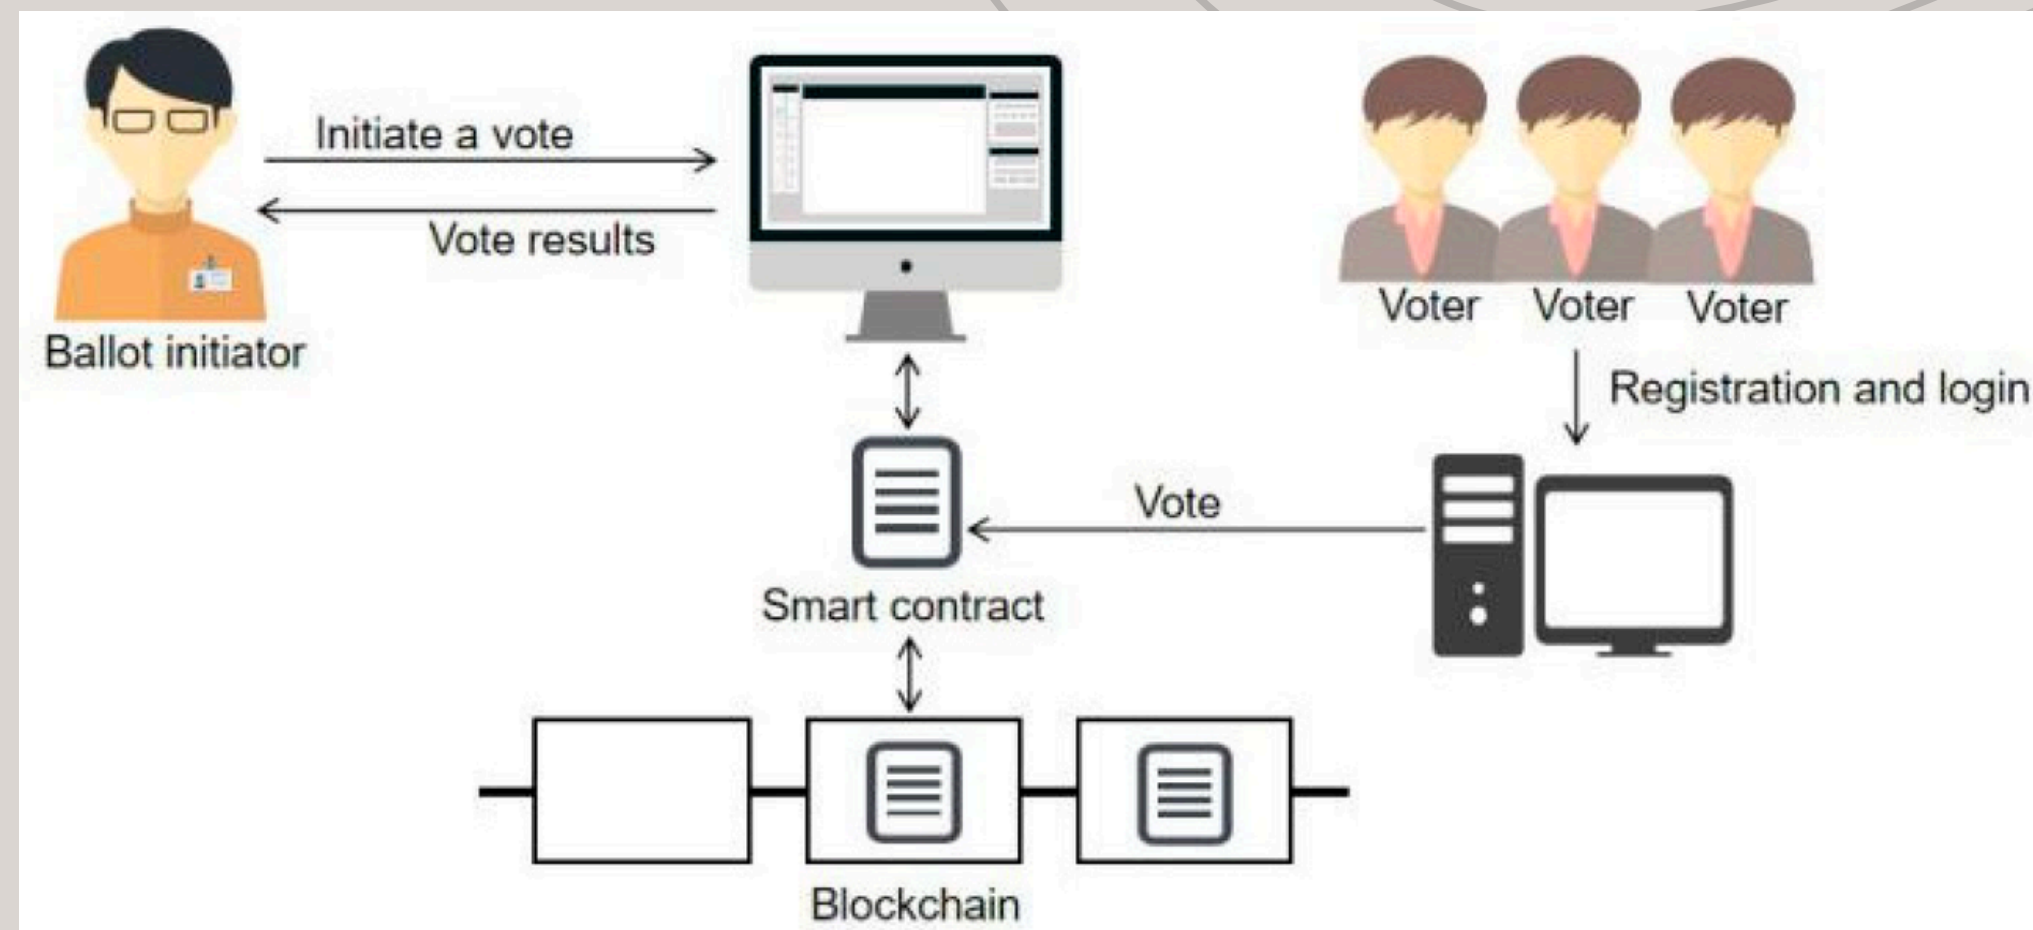 Initiate a vote
Vote results
Ballot initiator
Voter Voter Voter
Registration and login
Vote
Smart contract
Blockchain